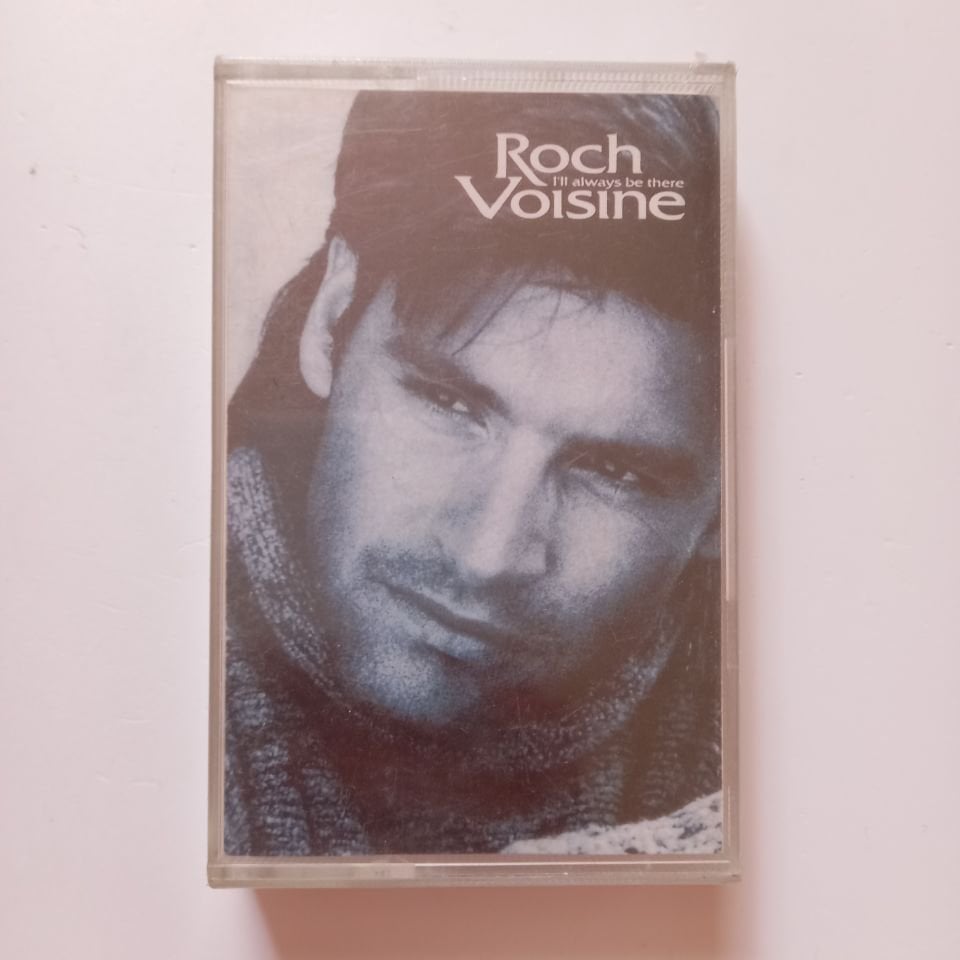 Roch
I'll always be there
Voisine